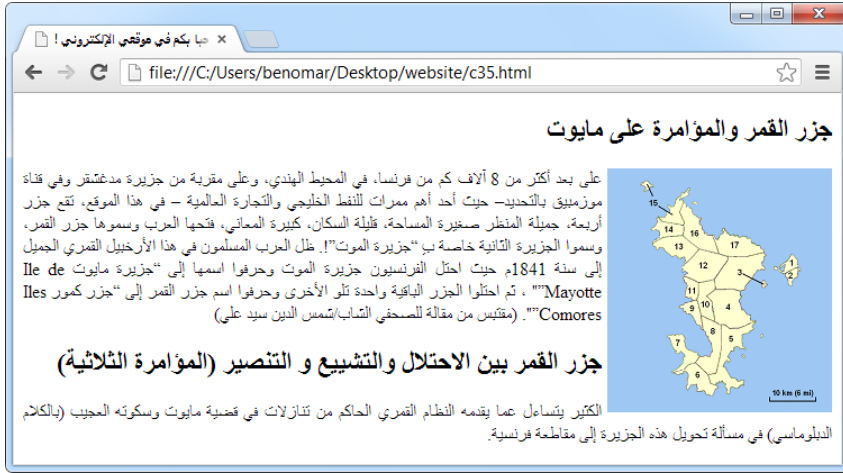 حبا بكم في موقعي الإلكتروني !
file:///C:/Users/benomar/Desktop/website/c35.html
جزر القمر والمؤامرة على مايوت
على بعد أكثر من 8 آلاف كم من فرنسا، في المحيط الهندي، وعلى مقربة من جزيرة مدغشقر وفي قناة
موزمبيق بالتحديد– حيث أحد أهم ممرات للنفط الخليجي والتجارة العالمية – في هذا الموقع، تقع جزر
أربعة، جميلة المنظر صغيرة المساحة، قليلة السكان، كبيرة المعاني، فتحها العرب وسموها جزر القمر،
وسموا الجزيرة الثانية خاصة بـ “جزيرة الموت”!. ظل العرب المسلمون في هذا الأرخبيل القمري الجميل
إلى سنة 1841م حيث احتل الفرنسيون جزيرة الموت وحرفوا اسمها إلى “جزيرة مايوت Ile de
Mayotte”" ، ثم احتلوا الجزر الباقية واحدة تلو الأخرى وحرفوا اسم جزر القمر إلى “جزر كمور Iles
Comores”". (مقتبس من مقالة للصحفي الشاب/شمس الدين سيد علي)
جزر القمر بين الاحتلال والتشييع و التنصير (المؤامرة الثلاثية)
الكثير يتساءل عما يقدمه النظام القمري الحاكم من تنازلات في قضية مايوت وسكوته العجيب (بالكلام
الدبلوماسي) في مسألة تحويل هذه الجزيرة إلى مقاطعة فرنسية.
15
14 16
13 17
12 3 1
2
11
9 10 4
8 5
7
6
10 km (6 mi)